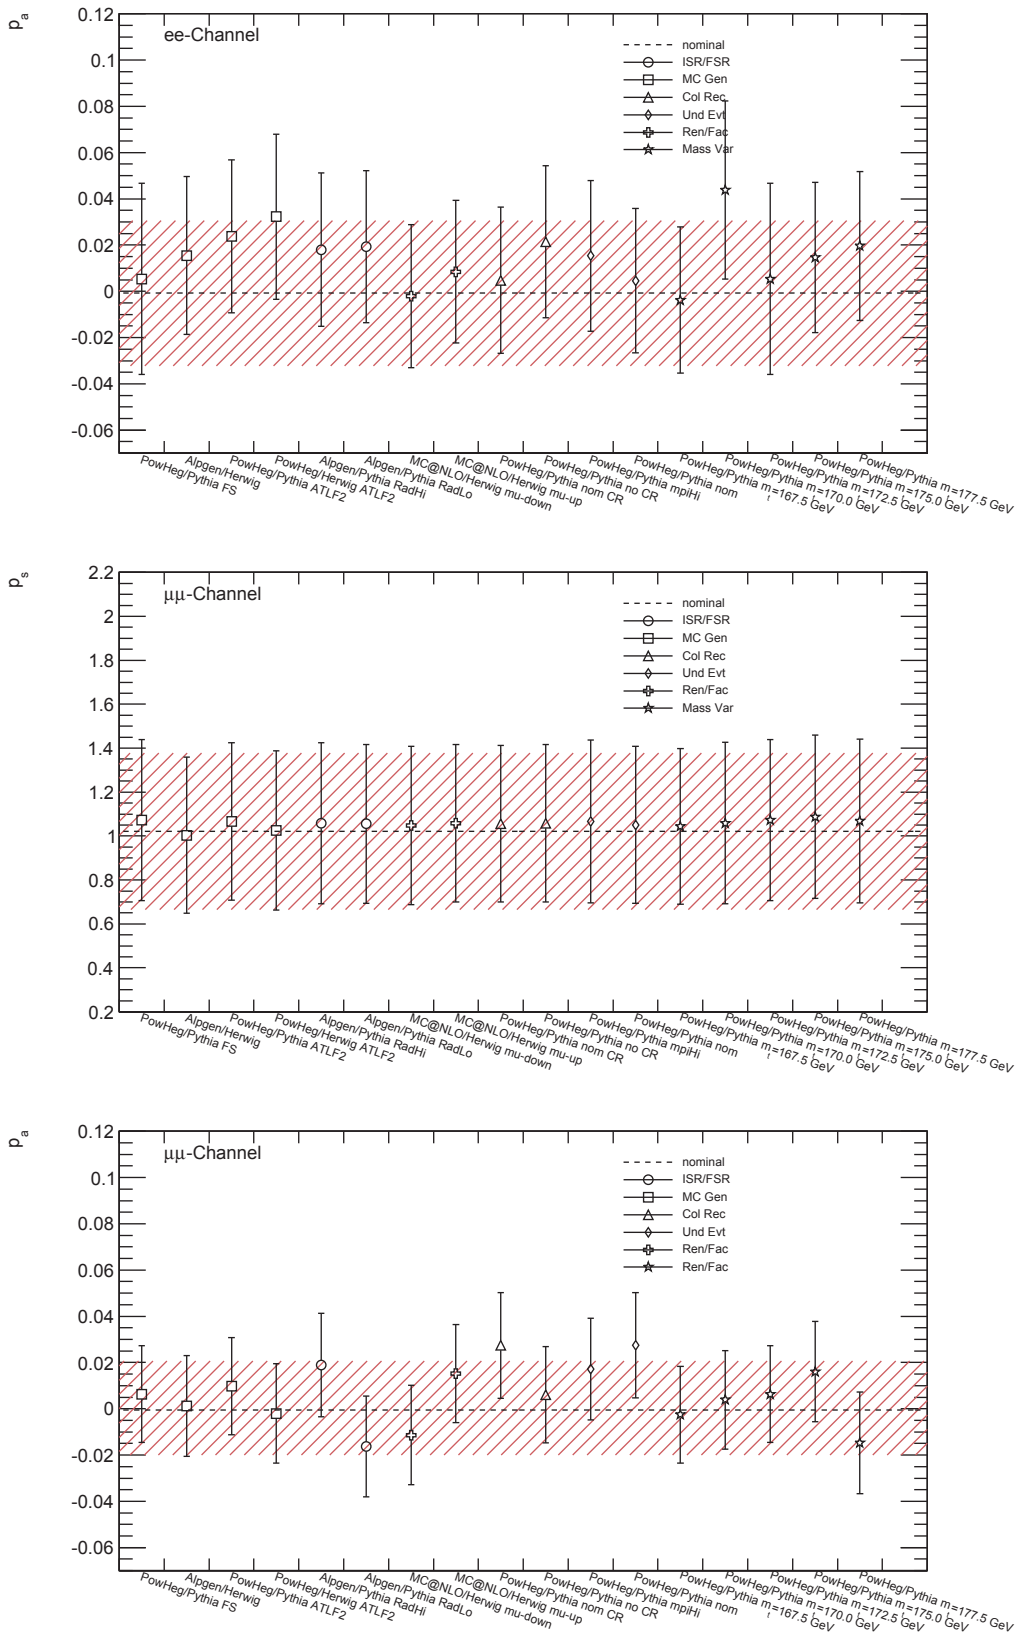 p_a
0.12
ee-Channel
0.1
0.08
0.06
0.04
0.02
0
-0.02
-0.04
-0.06
nominal
ISR/FSR
MC Gen
Col Rec
Und Evt
Ren/Fac
Mass Var
PowHeg/Pythia FS
Alpgen/Herwig
PowHeg/Pythia ATLF2
PowHeg/Herwig ATLF2
Alpgen/Pythia RadHi
Alpgen/Pythia RadLo
MC@NLO/Herwig mu-down
MC@NLO/Herwig mu-up
PowHeg/Pythia nom CR
PowHeg/Pythia no CR
PowHeg/Pythia mpiHi
PowHeg/Pythia nom
PowHeg/Pythia m_t=167.5 GeV
PowHeg/Pythia m_t=170.0 GeV
PowHeg/Pythia m_t=172.5 GeV
PowHeg/Pythia m_t=175.0 GeV
PowHeg/Pythia m_t=177.5 GeV
p_s
2.2
μμ-Channel
2
1.8
1.6
1.4
1.2
1
0.8
0.6
0.4
0.2
nominal
ISR/FSR
MC Gen
Col Rec
Und Evt
Ren/Fac
Mass Var
PowHeg/Pythia FS
Alpgen/Herwig
PowHeg/Pythia ATLF2
PowHeg/Herwig ATLF2
Alpgen/Pythia RadHi
Alpgen/Pythia RadLo
MC@NLO/Herwig mu-down
MC@NLO/Herwig mu-up
PowHeg/Pythia nom CR
PowHeg/Pythia no CR
PowHeg/Pythia mpiHi
PowHeg/Pythia nom
PowHeg/Pythia m_t=167.5 GeV
PowHeg/Pythia m_t=170.0 GeV
PowHeg/Pythia m_t=172.5 GeV
PowHeg/Pythia m_t=175.0 GeV
PowHeg/Pythia m_t=177.5 GeV
p_a
0.12
μμ-Channel
0.1
0.08
0.06
0.04
0.02
0
-0.02
-0.04
-0.06
nominal
ISR/FSR
MC Gen
Col Rec
Und Evt
Ren/Fac
Ren/Fac
PowHeg/Pythia FS
Alpgen/Herwig
PowHeg/Pythia ATLF2
PowHeg/Herwig ATLF2
Alpgen/Pythia RadHi
Alpgen/Pythia RadLo
MC@NLO/Herwig mu-down
MC@NLO/Herwig mu-up
PowHeg/Pythia nom CR
PowHeg/Pythia no CR
PowHeg/Pythia mpiHi
PowHeg/Pythia nom
PowHeg/Pythia m_t=167.5 GeV
PowHeg/Pythia m_t=170.0 GeV
PowHeg/Pythia m_t=172.5 GeV
PowHeg/Pythia m_t=175.0 GeV
PowHeg/Pythia m_t=177.5 GeV